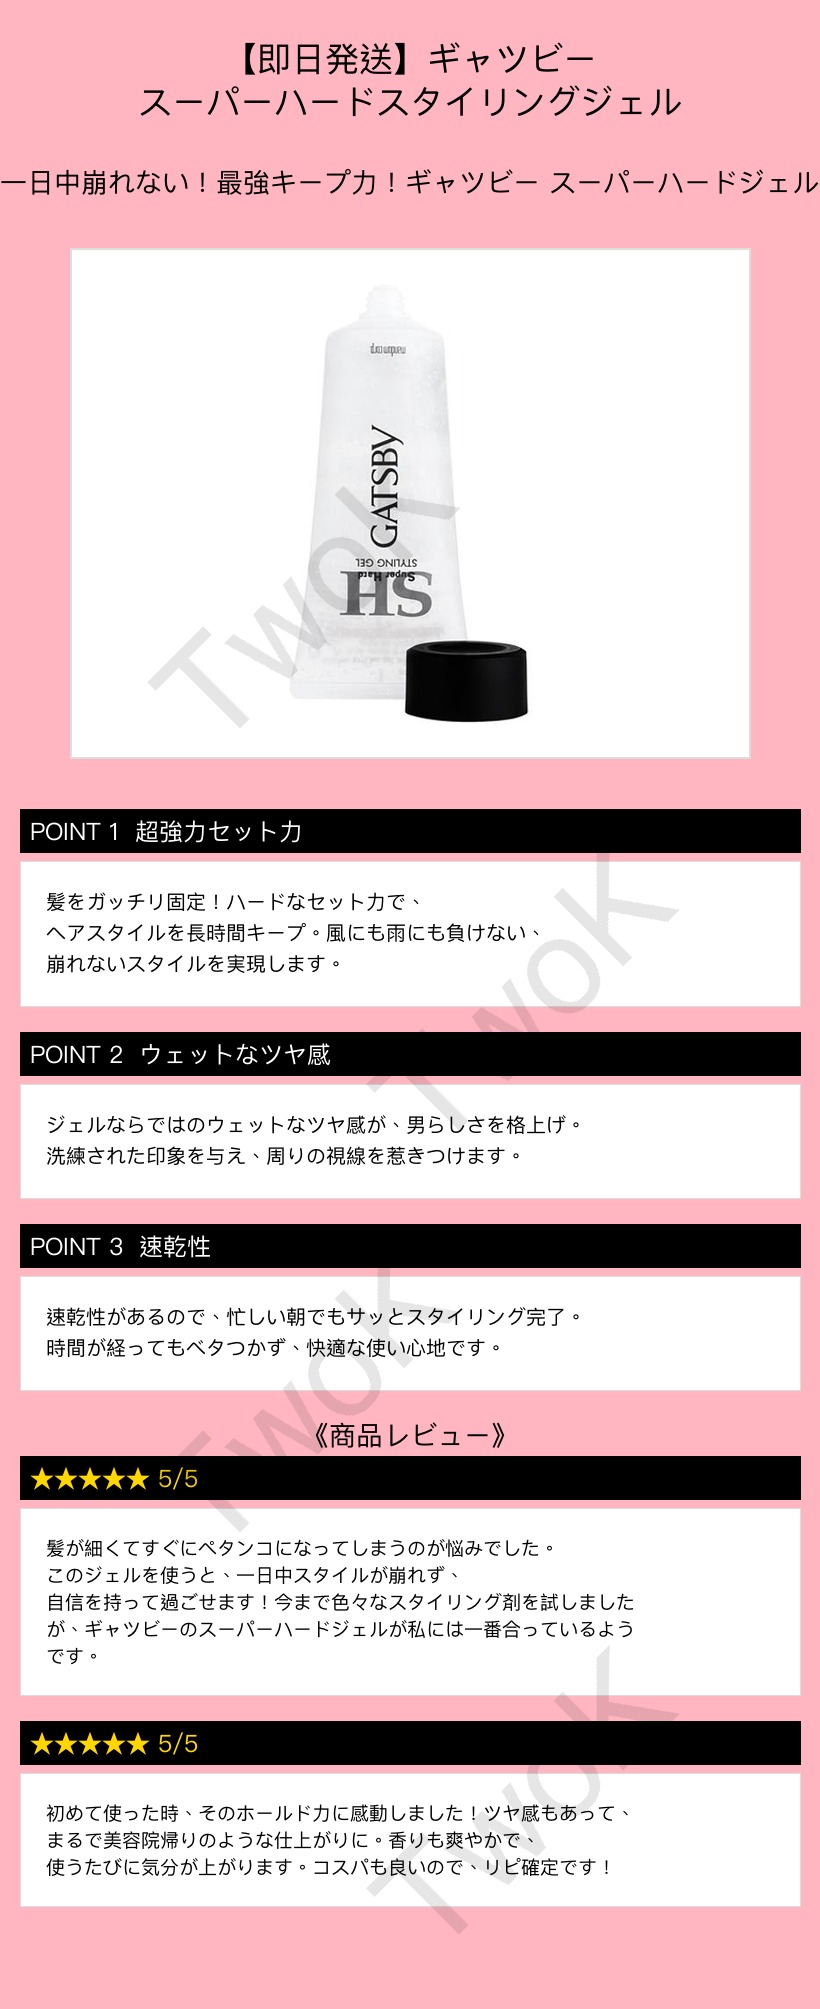 【即日発送】ギャツビー
スーパーハードスタイリングジェル
一日中崩れない！最強キープ力！ギャツビー スーパーハードジェル
mandom corp.
GATSBY
STYLING GEL
Super Hard
SH
TwoK
POINT 1 超強力セット力
髪をガッチリ固定！ハードなセット力で、
ヘアスタイルを長時間キープ。風にも雨にも負けない、
崩れないスタイルを実現します。
TwoK
POINT 2 ウェットなツヤ感
ジェルならではのウェットなツヤ感が、男らしさを格上げ。
洗練された印象を与え、周りの視線を惹きつけます。
POINT 3 速乾性
速乾性があるので、忙しい朝でもサッとスタイリング完了。
時間が経ってもベタつかず、快適な使い心地です。
TwoK
《商品レビュー》
★★★★★ 5/5
髪が細くてすぐにペタンコになってしまうのが悩みでした。
このジェルを使うと、一日中スタイルが崩れず、
自信を持って過ごせます！今まで色々なスタイリング剤を試しました
が、ギャツビーのスーパーハードジェルが私には一番合っているよう
です。
★★★★★ 5/5
初めて使った時、そのホールド力に感動しました！ツヤ感もあって、
まるで美容院帰りのような仕上がりに。香りも爽やかで、
使うたびに気分が上がります。コスパも良いので、リピ確定です！
TwoK